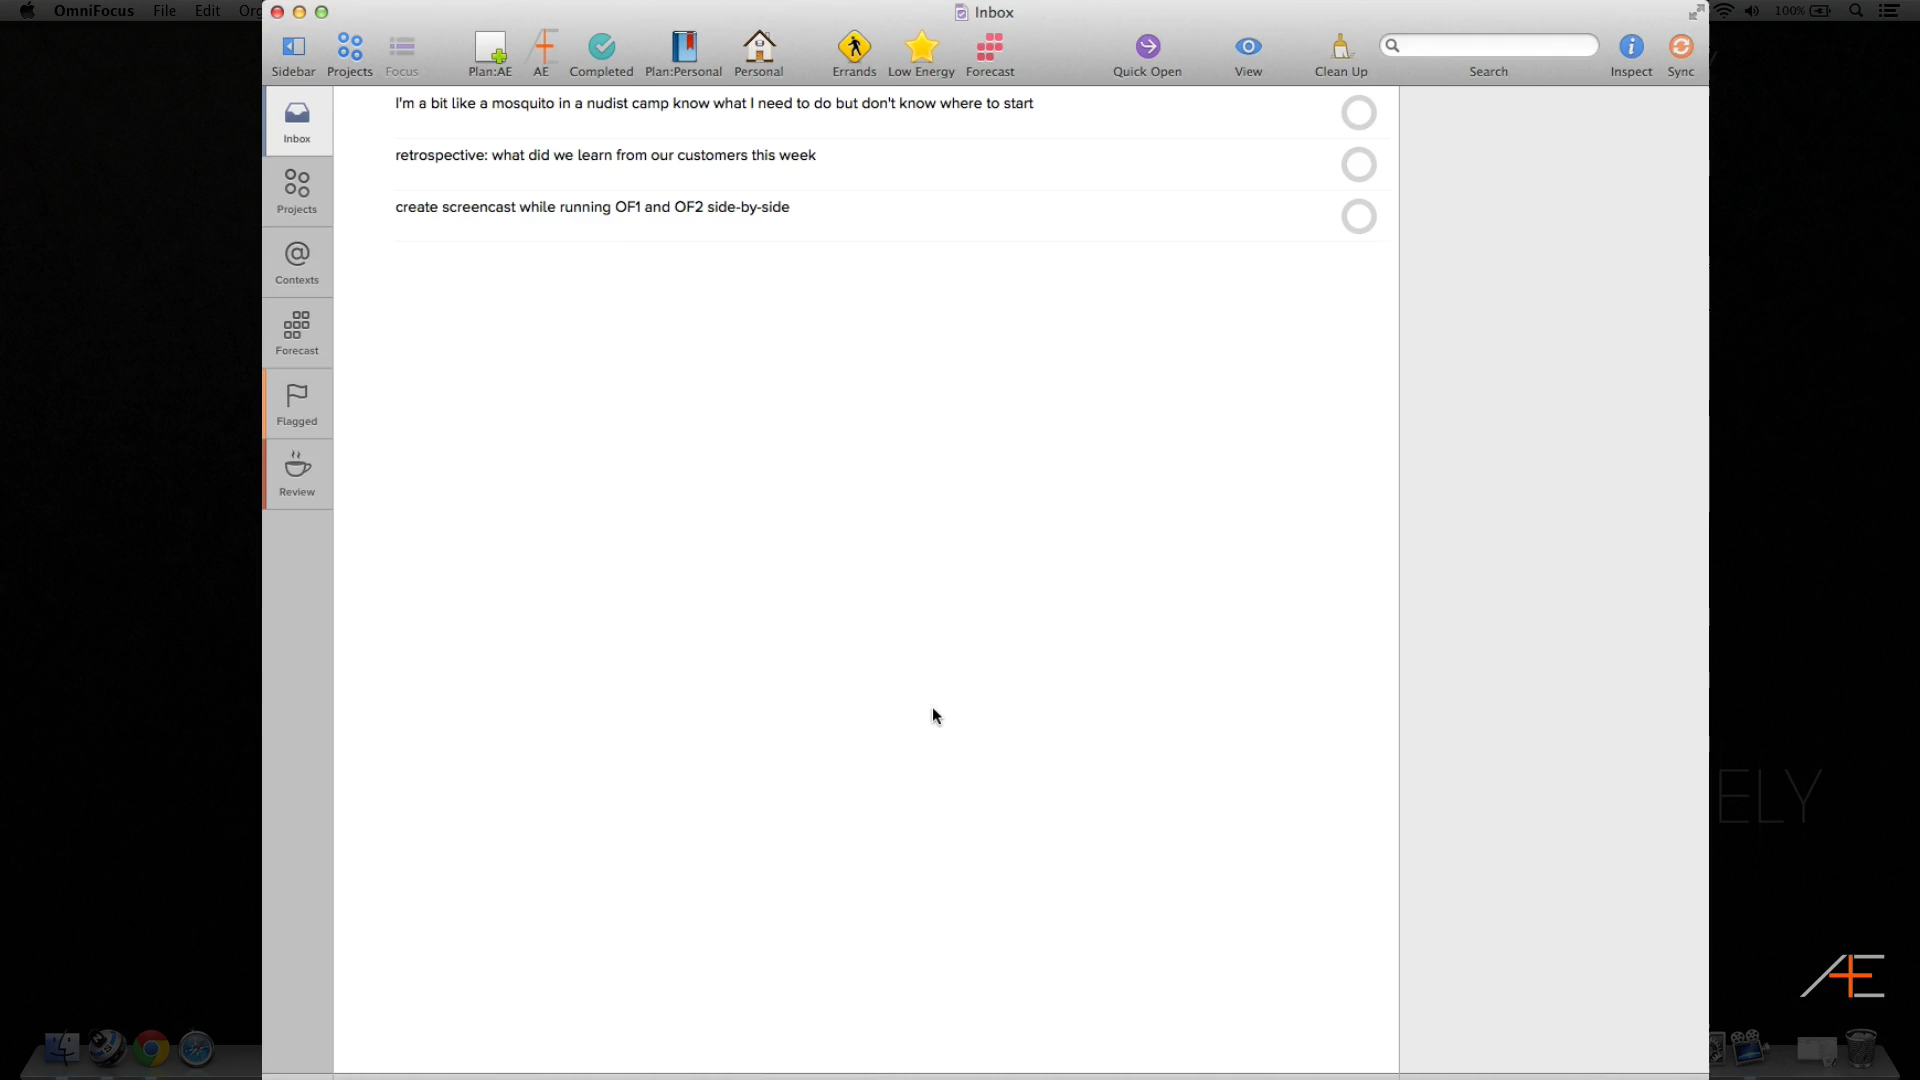 OmniFocus File Edit Org
Inbox
100%
Sidebar Projects Focus Plan:AE AE Completed Plan:Personal Personal Errands Low Energy Forecast Quick Open View Clean Up Search Inspect Sync
Inbox
Projects
Contexts
Forecast
Flagged
Review
I'm a bit like a mosquito in a nudist camp know what I need to do but don't know where to start
retrospective: what did we learn from our customers this week
create screencast while running OF1 and OF2 side-by-side
ELY
AE